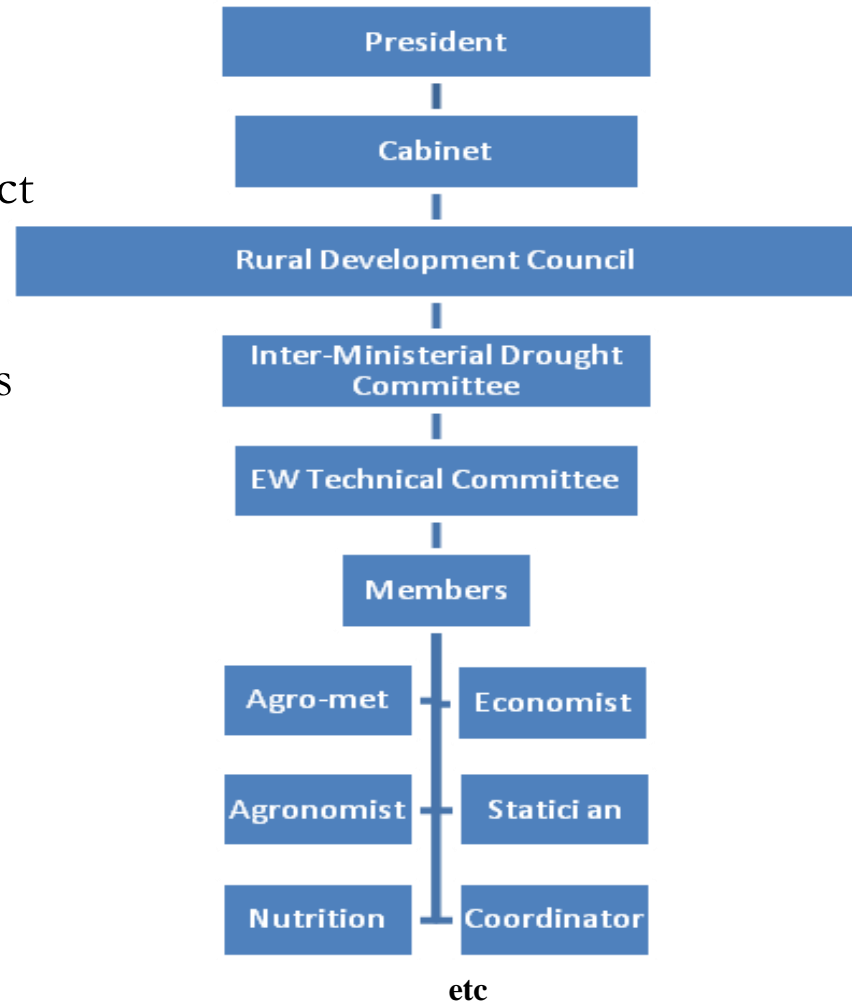 President
Cabinet
ct
Rural Development Council
Inter-Ministerial Drought
Committee
s
EW Technical Committee
Members
Agro-met
Economist
Agronomist
Statici an
Nutrition
Coordinator
etc